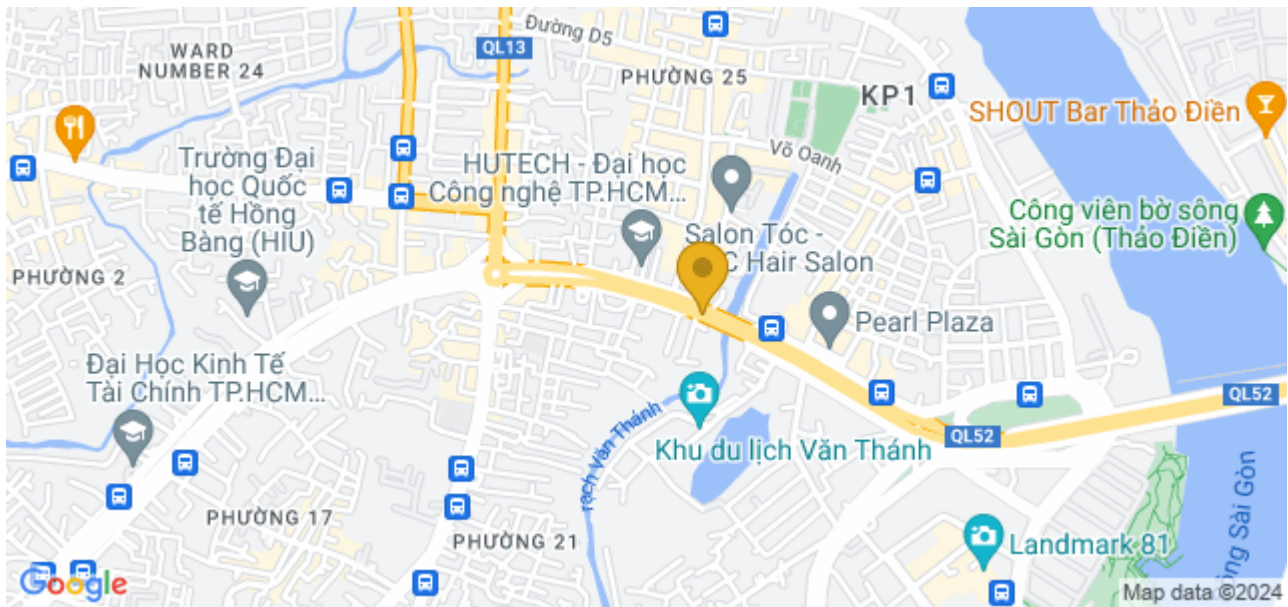 Đường D5
WARD
NUMBER 24
QL13
PHƯỜNG 25
KP1
SHOUT Bar Thảo Điền
Võ Oanh
Trường Đại
học Quốc
tế Hồng
Bàng (HIU)
HUTECH - Đại học
Công nghệ TP.HCM...
Công viên bờ sông
Sài Gòn (Thảo Điền)
Salon Tóc -
C Hair Salon
PHƯỜNG 2
Pearl Plaza
Đại Học Kinh Tế
Tài Chính TP.HCM...
QL52
rạch Văn Thánh
QL52
Khu du lịch Văn Thánh
PHƯỜNG 17
PHƯỜNG 21
Landmark 81
Sài Gòn
Google
Map data ©2024